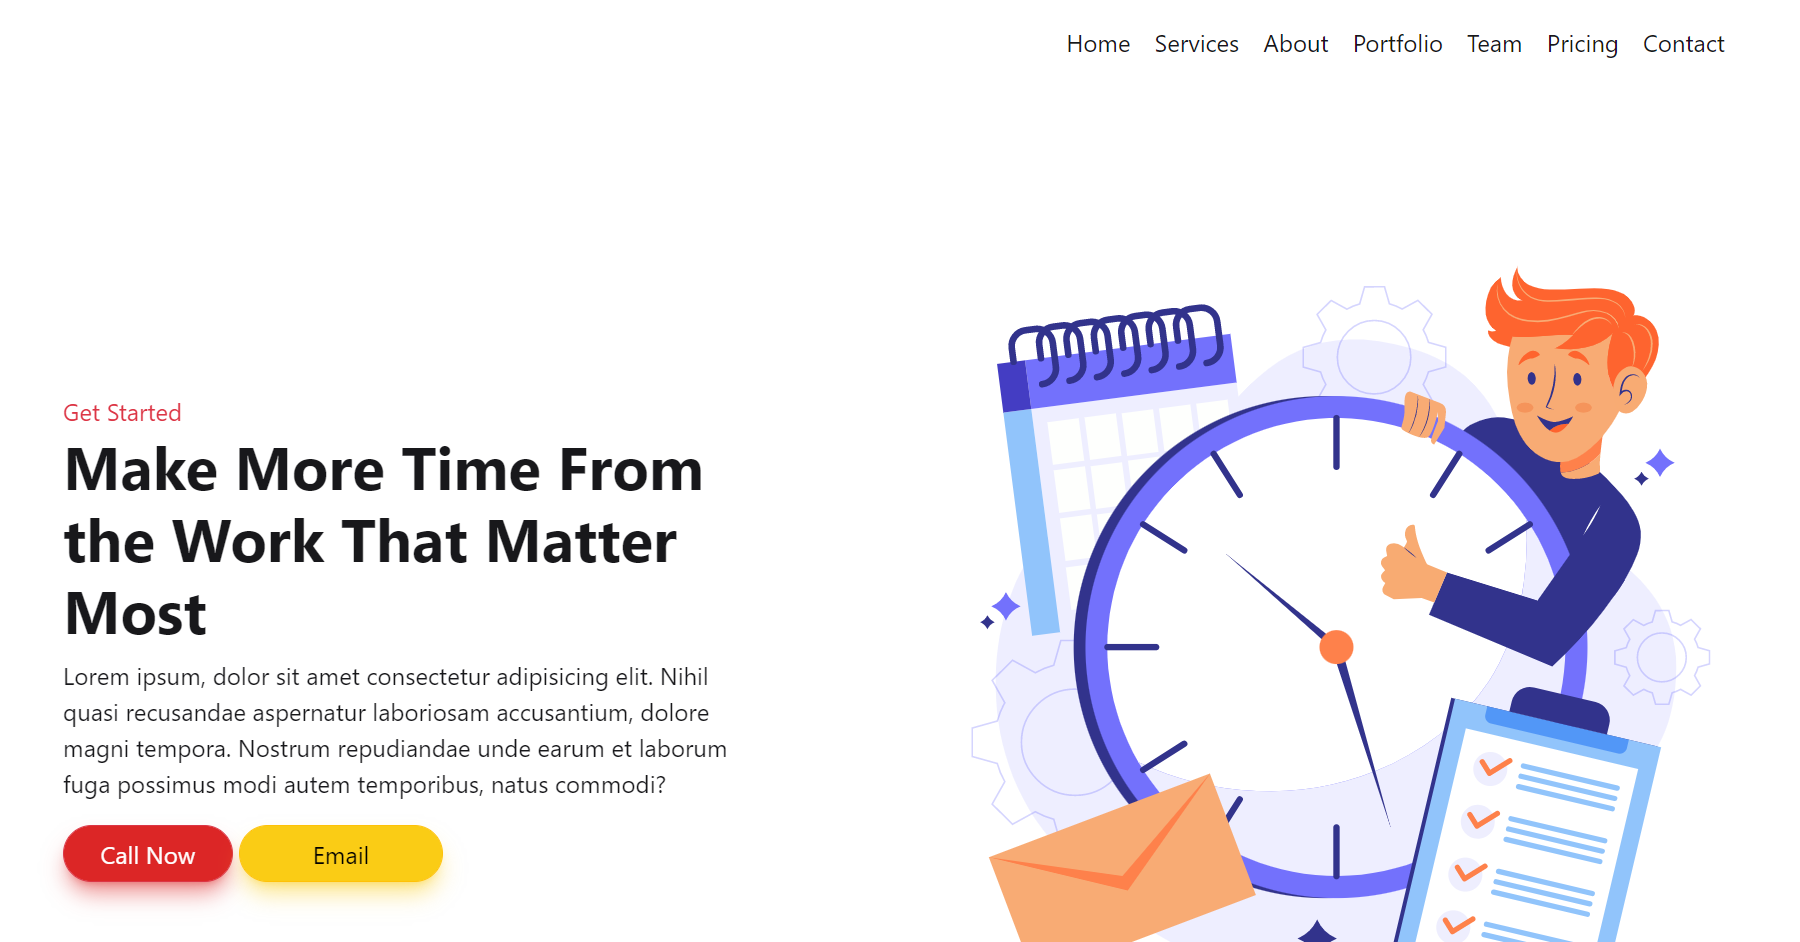 Home Services About Portfolio Team Pricing Contact
Get Started
Make More Time From
the Work That Matter
Most
Lorem ipsum, dolor sit amet consectetur adipisicing elit. Nihil
quasi recusandae aspernatur laboriosam accusantium, dolore
magni tempora. Nostrum repudiandae unde earum et laborum
fuga possimus modi autem temporibus, natus commodi?
Call Now Email